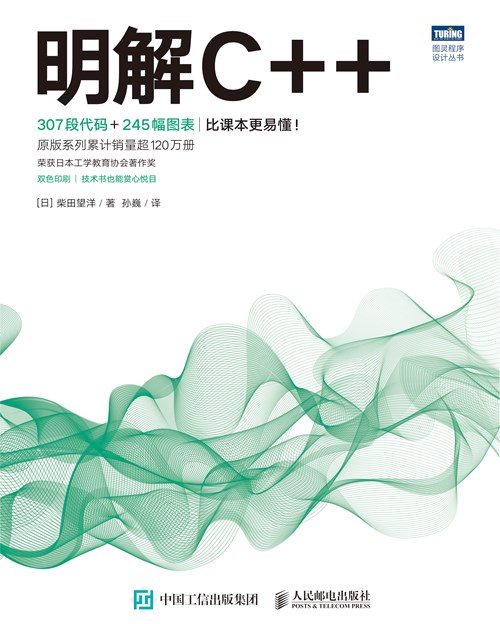 TURING
图灵程序
设计丛书
明解C++
307段代码+245幅图表|比课本更易懂!
原版系列累计销量超120万册
荣获日本工学教育协会著作奖
双色印刷|技术书也能赏心悦目
[日]柴田望洋/著 孙巍/译
中国工信出版集团
人民邮电出版社
POSTS & TELECOM PRESS